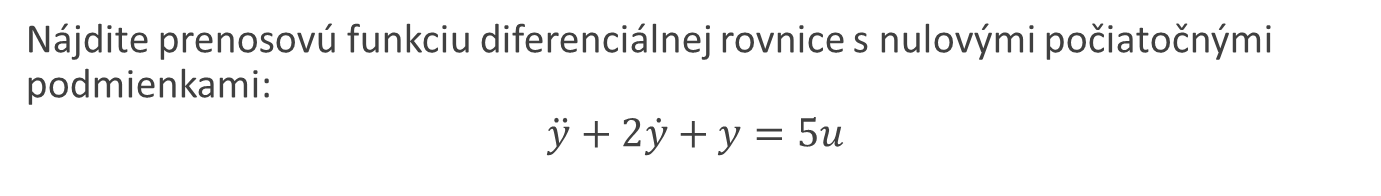 Nájdite prenosovú funkciu diferenciálnej rovnice s nulovými počiatočnými
podmienkami:
ÿ + 2ẏ + y = 5u